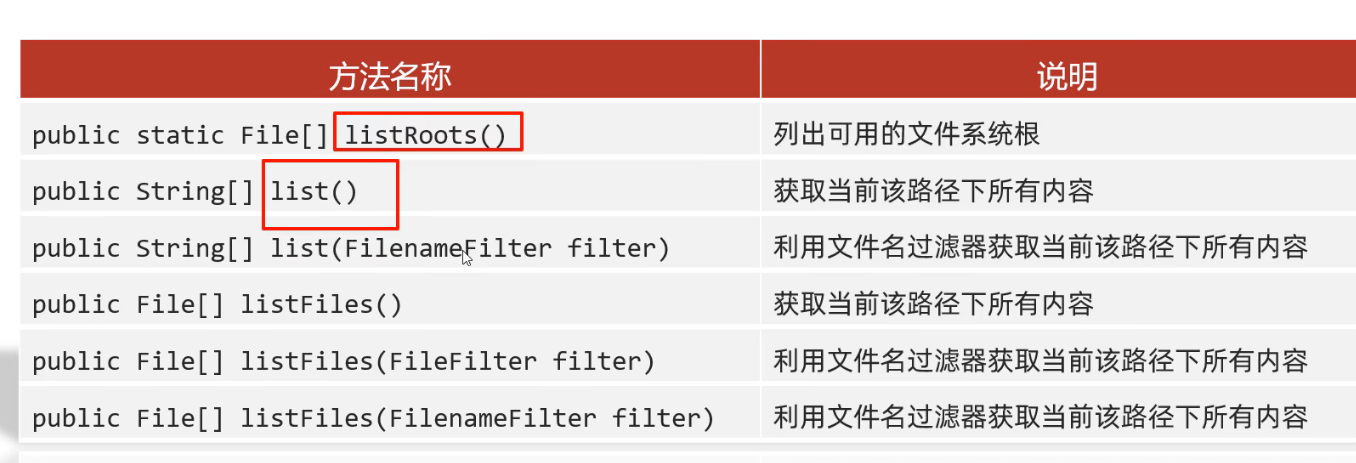 方法名称 说明
public static File[] listRoots() 列出可用的文件系统根
public String[] list() 获取当前该路径下所有内容
public String[] list(FilenameFilter filter) 利用文件名过滤器获取当前该路径下所有内容
public File[] listFiles() 获取当前该路径下所有内容
public File[] listFiles(FileFilter filter) 利用文件名过滤器获取当前该路径下所有内容
public File[] listFiles(FilenameFilter filter) 利用文件名过滤器获取当前该路径下所有内容